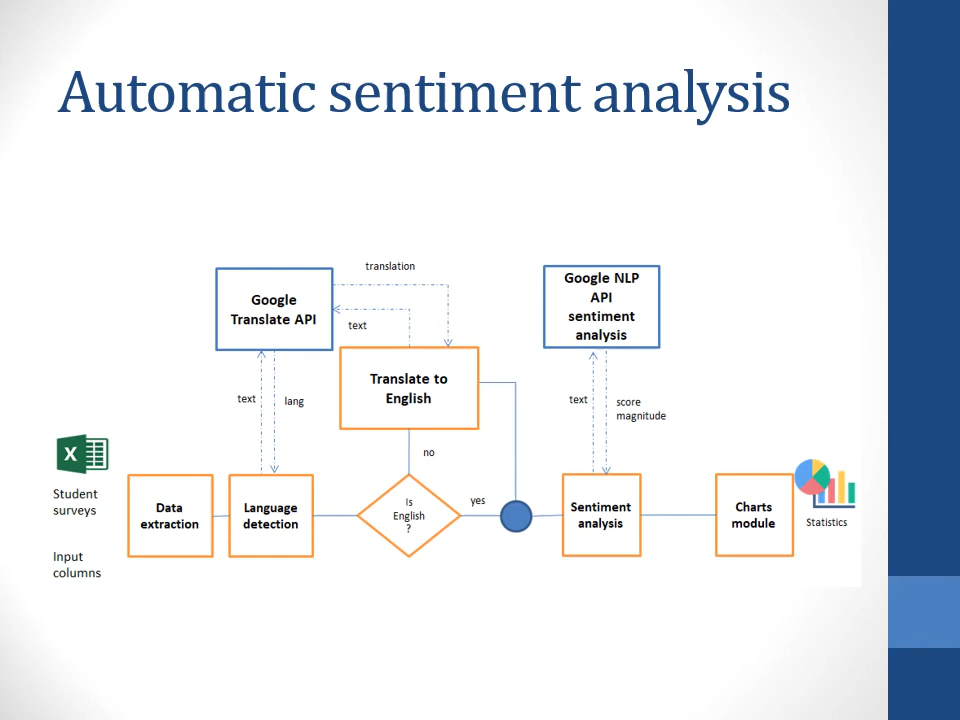 Automatic sentiment analysis
translation
Google
Translate API
text
Google NLP
API
sentiment
analysis
Translate to
English
text
lang
text
score
magnitude
no
X
Student
surveys
Data
extraction
Language
detection
Is
English
?
yes
Sentiment
analysis
Charts
module
Statistics
Input
columns